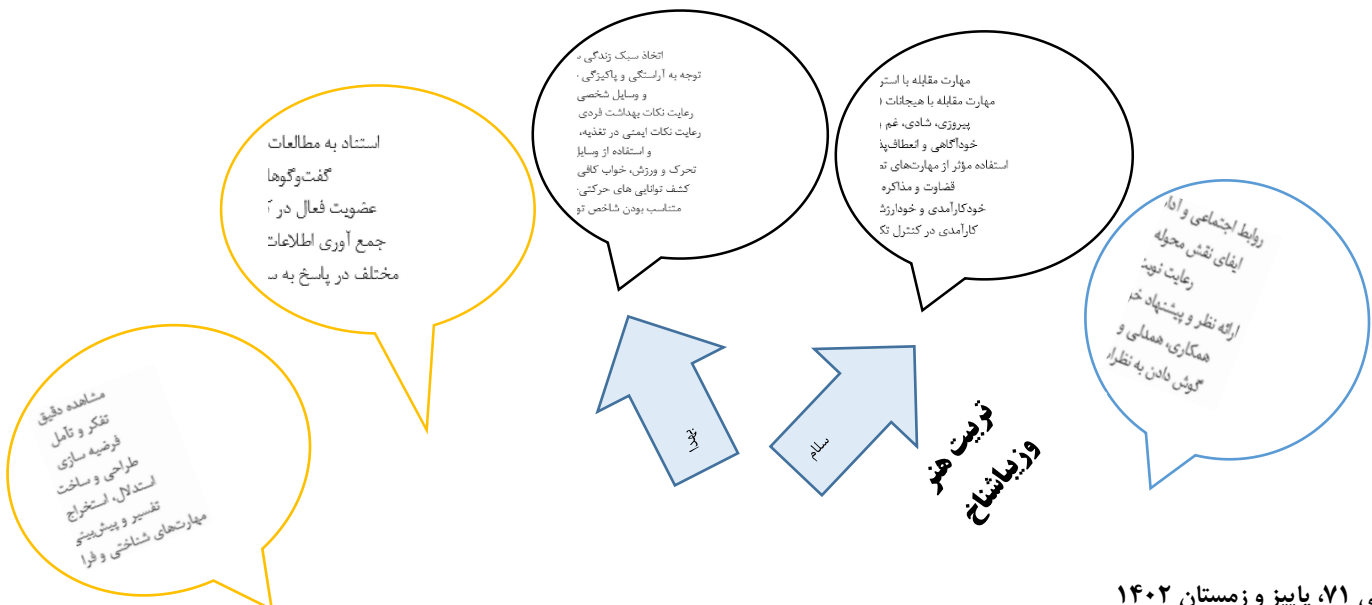 اتخاذ سبک زندگی
توجه به آراستگی و پاکیزگی
و وسایل شخصی
رعایت نکات بهداشت فردی
رعایت نکات ایمنی در تغذیه،
و استفاده از وسایل
تحرک و ورزش، خواب کافی
کشف توانایی های حرکتی
متناسب بودن شاخص تو
مهارت مقابله با استر
مهارت مقابله با هیجانات
پیروزی، شادی، غم و
خودآگاهی و انعطاف‌پذ
استفاده مؤثر از مهارت‌های تص
قضاوت و مذاکره
خودکارآمدی و خودارزش
کارآمدی در کنترل تک
استناد به مطالعات
گفت‌وگوها
عضویت فعال در
جمع آوری اطلاعات
مختلف در پاسخ به س
روابط اجتماعی و ادا
ایفای نقش محوله
رعایت نوبت
ارائه نظر و پیشنهاد خو
همکاری، همدلی و
گوش دادن به نظرات
مشاهده دقیق
تفکر و تأمل
فرضیه سازی
طراحی و ساخت
استدلال، استخراج
تفسیر و پیش‌بینی
مهارت‌های شناختی و فرا
سلام
تربیت هنر
وزیباشناخ
ی ۷۱، پاییز و زمستان ۱۴۰۲